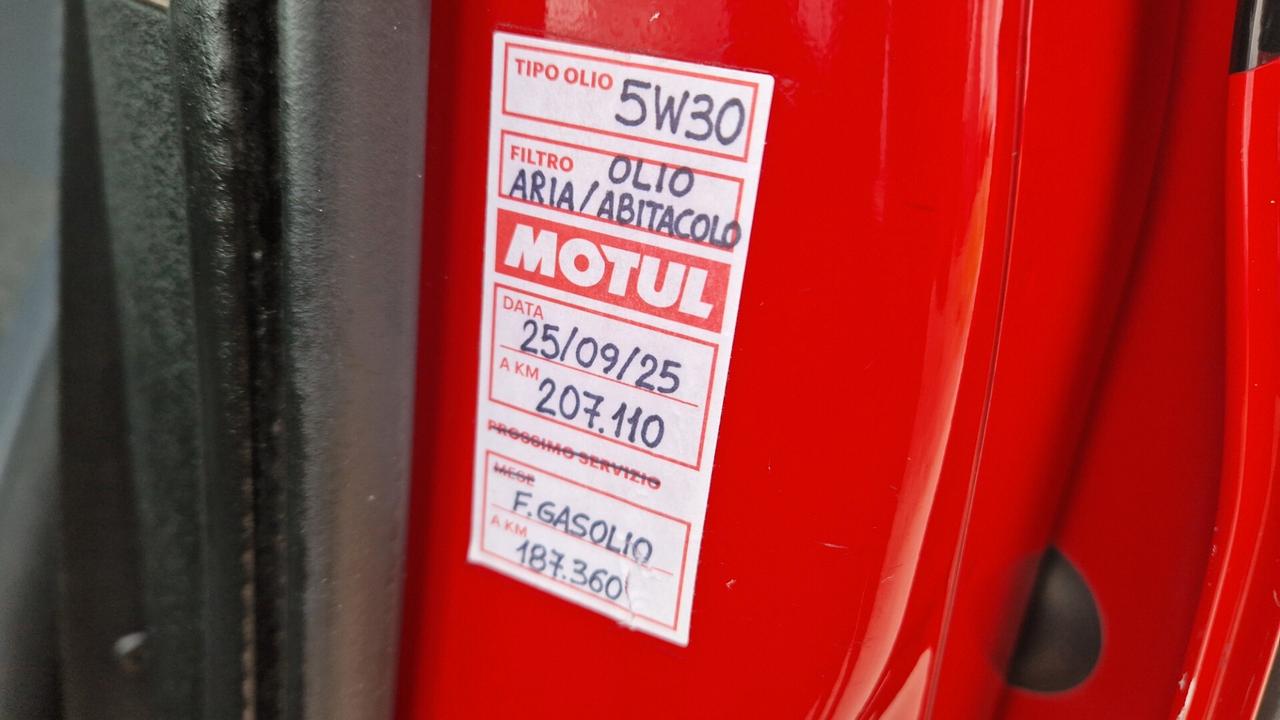 TIPO OLIO 5W30
FILTRO OLIO
ARIA/ABITACOLO
MOTUL
DATA
25/09/25
A KM 207.110
PROSSIMO SERVIZIO
MESE
F.GASOLIO
A KM
187.360